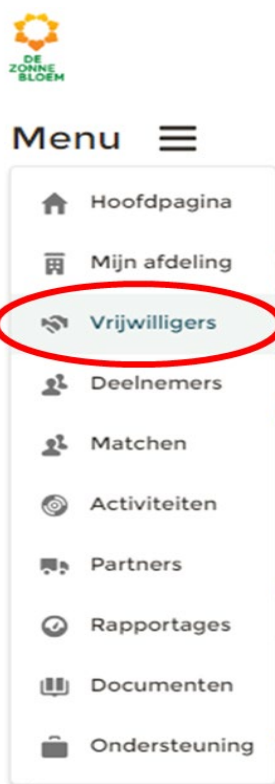 DE
ZONNE
BLOEM
Menu
Hoofdpagina
Mijn afdeling
Vrijwilligers
Deelnemers
Matchen
Activiteiten
Partners
Rapportages
Documenten
Ondersteuning